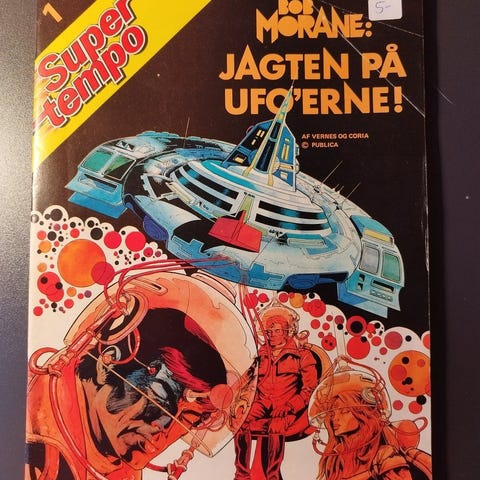 1
Super
tempo
5-
BOB
MORANE:
JAGTEN PÅ
UFO'ERNE!
AF VERNES OG CORIA
© PUBLICA